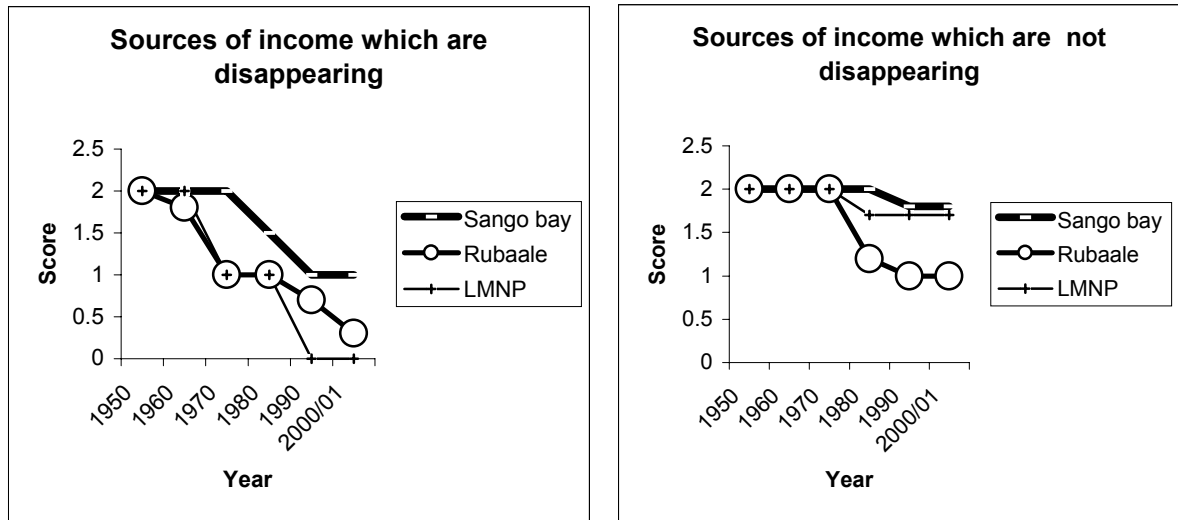 Sources of income which are
disappearing
2.5
2
1.5
1
0.5
0
Score
1950
1960
1970
1980
1990
2000/01
Year
Sango bay
Rubaale
LMNP
Sources of income which are not
disappearing
2.5
2
1.5
1
0.5
0
Score
1950
1960
1970
1980
1990
2000/01
Year
Sango bay
Rubaale
LMNP